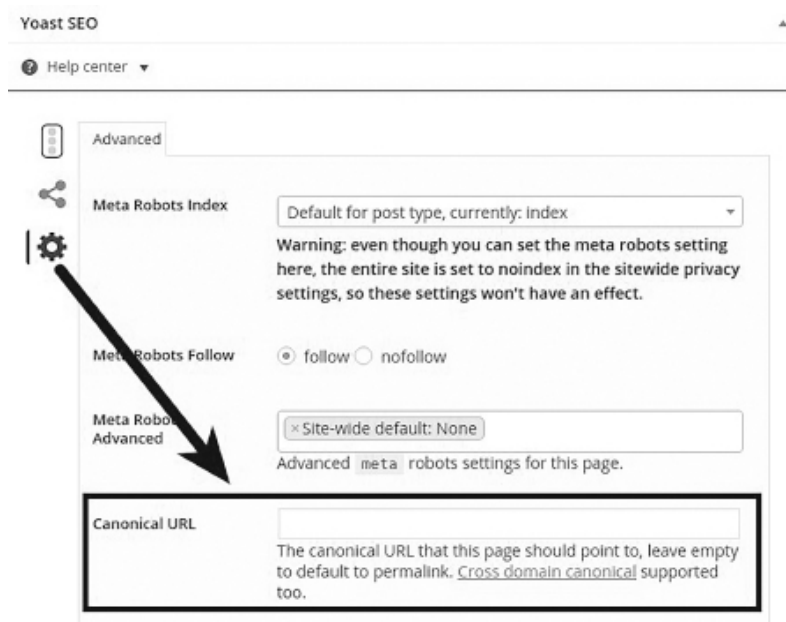 Yoast SEO
Help center
Advanced
Meta Robots Index
Default for post type, currently: index
Warning: even though you can set the meta robots setting
here, the entire site is set to noindex in the sitewide privacy
settings, so these settings won't have an effect.
Meta Robots Follow
follow nofollow
Meta Robots
Advanced
×Site-wide default: None
Advanced meta robots settings for this page.
Canonical URL
The canonical URL that this page should point to, leave empty
to default to permalink. Cross domain canonical supported
too.